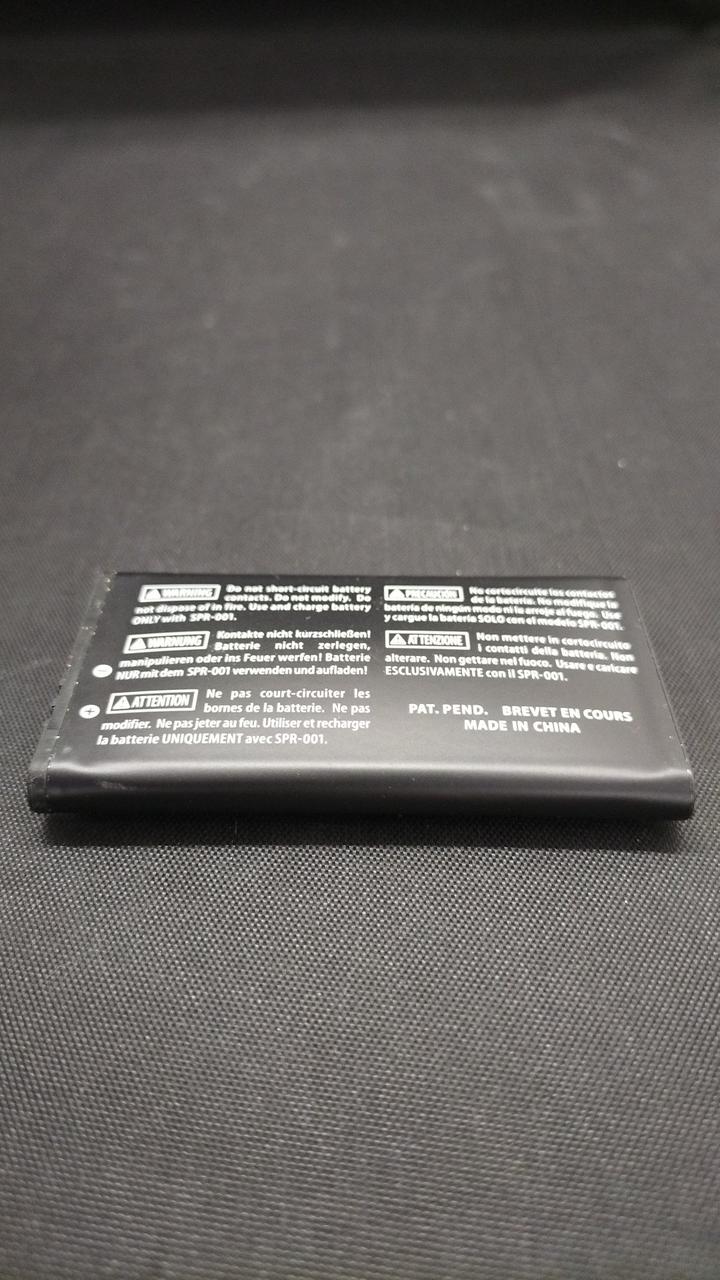 WARNING Do not short-circuit battery
contacts. Do not modify. Do
not dispose of in fire. Use and charge battery
ONLY with SPR-001.
WARNUNG Kontakte nicht kurzschließen!
Batterie nicht zerlegen,
manipulieren oder ins Feuer werfen! Batterie
NUR mit dem SPR-001 verwenden und aufladen!
ATTENTION Ne pas court-circuiter les
bornes de la batterie. Ne pas
modifier. Ne pas jeter au feu. Utiliser et recharger
la batterie UNIQUEMENT avec SPR-001.
PRECAUCIÓN No cortocircuite los contactos
de la batería. No modifique la
batería de ningún modo ni la arroje al fuego. Use
y cargue la batería SOLO con el modelo SPR-001.
ATTENZIONE Non mettere in cortocircuito
i contatti della batteria. Non
alterare. Non gettare nel fuoco. Usare e caricare
ESCLUSIVAMENTE con il SPR-001.
PAT. PEND. BREVET EN COURS
MADE IN CHINA